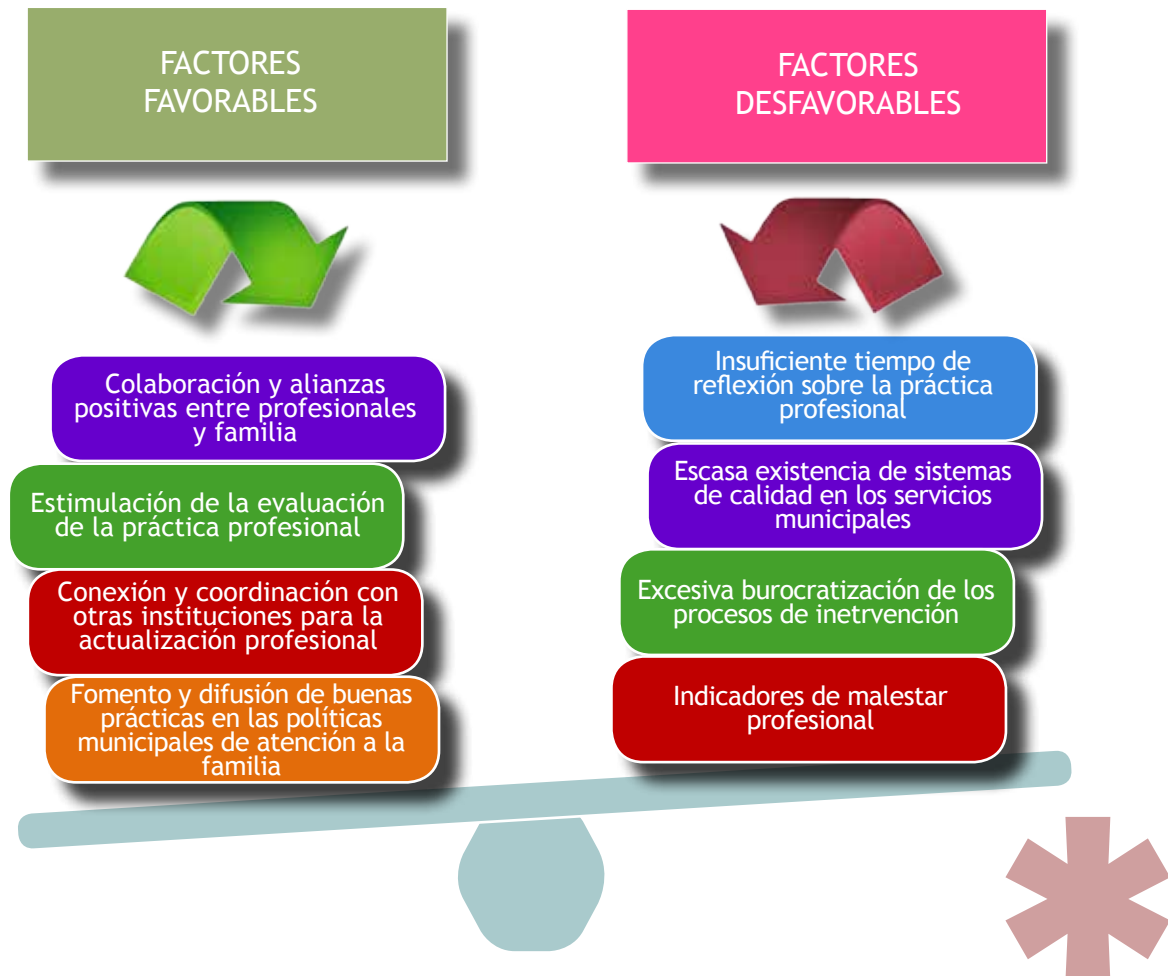 FACTORES
FAVORABLES
Colaboración y alianzas
positivas entre profesionales
y familia
Estimulación de la evaluación
de la práctica profesional
Conexión y coordinación con
otras instituciones para la
actualización profesional
Fomento y difusión de buenas
prácticas en las políticas
municipales de atención a la
familia
FACTORES
DESFAVORABLES
Insuficiente tiempo de
reflexión sobre la práctica
profesional
Escasa existencia de sistemas
de calidad en los servicios
municipales
Excesiva burocratización de los
procesos de inetrvención
Indicadores de malestar
profesional